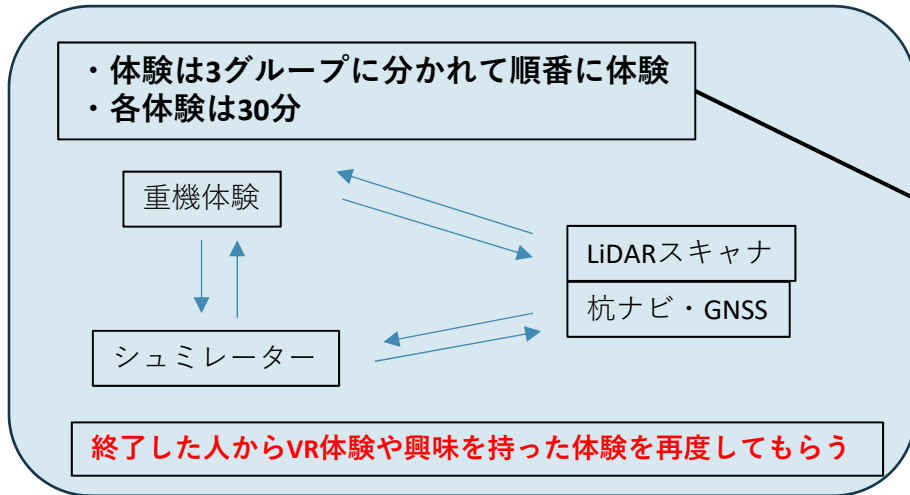 ・体験は3グループに分かれて順番に体験
・各体験は30分
重機体験
LiDARスキャナ
杭ナビ・GNSS
シュミレーター
終了した人からVR体験や興味を持った体験を再度してもらう